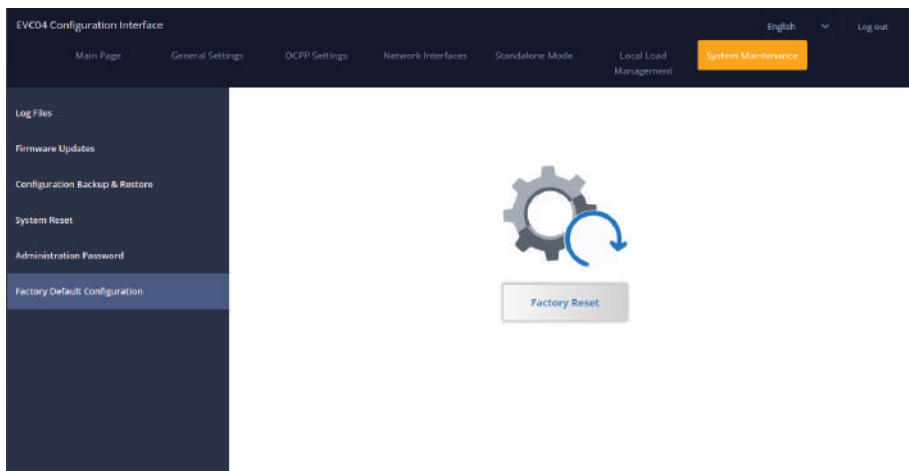 EVC04 Configuration Interface
English
Log out
Main Page
General Settings
OCPP Settings
Network Interfaces
Standalone Mode
Local Load
Management
System Maintenance
Log Files
Firmware Updates
Configuration Backup & Restore
System Reset
Administration Password
Factory Default Configuration
Factory Reset